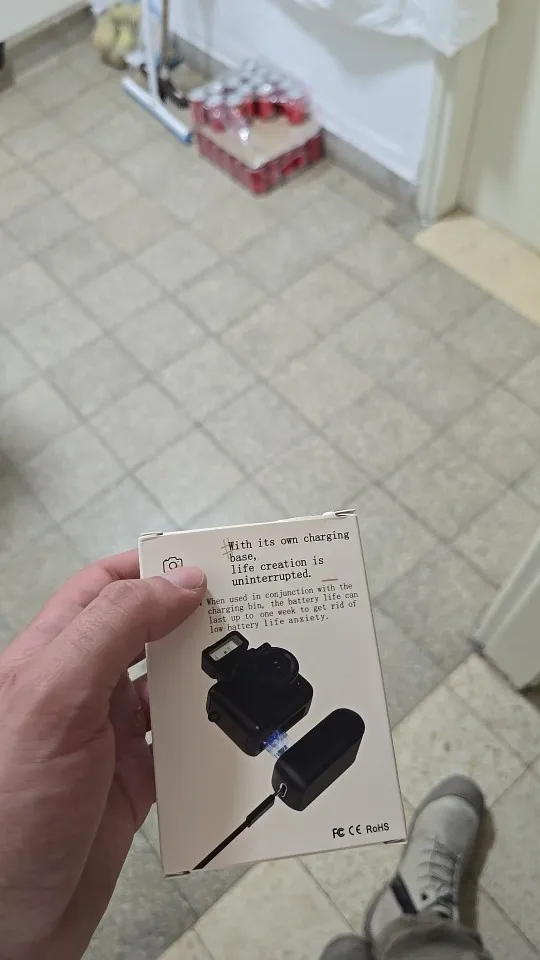 With its own charging
base,
life creation is
uninterrupted.
When used in conjunction with the
charging bin, the battery life can
last up to one week to get rid of
low battery life anxiety.
FC CE RoHS